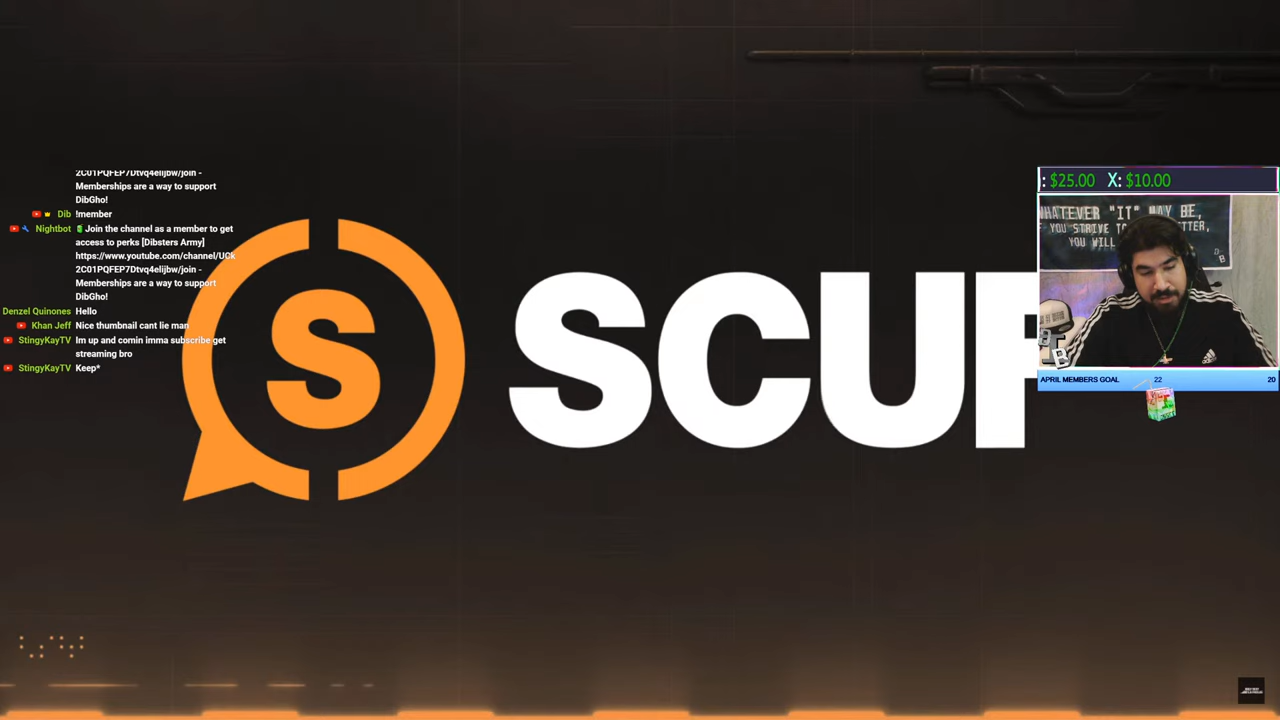 2C01PQFEP7Dtvq4elijbw/join -
Memberships are a way to support
DibGho!
Dib !member
Nightbot Join the channel as a member to get
access to perks [Dibsters Army]
https://www.youtube.com/channel/UCk
2C01PQFEP7Dtvq4elijbw/join -
Memberships are a way to support
DibGho!
Denzel Quinones Hello
Khan Jeff Nice thumbnail cant lie man
StingyKayTV Im up and comin imma subscribe get
streaming bro
StingyKayTV Keep*
S
SCUF
: $25.00 X: $10.00
WHATEVER "IT" MAY BE,
YOU STRIVE
YOU WILL
APRIL MEMBERS GOAL 22 20